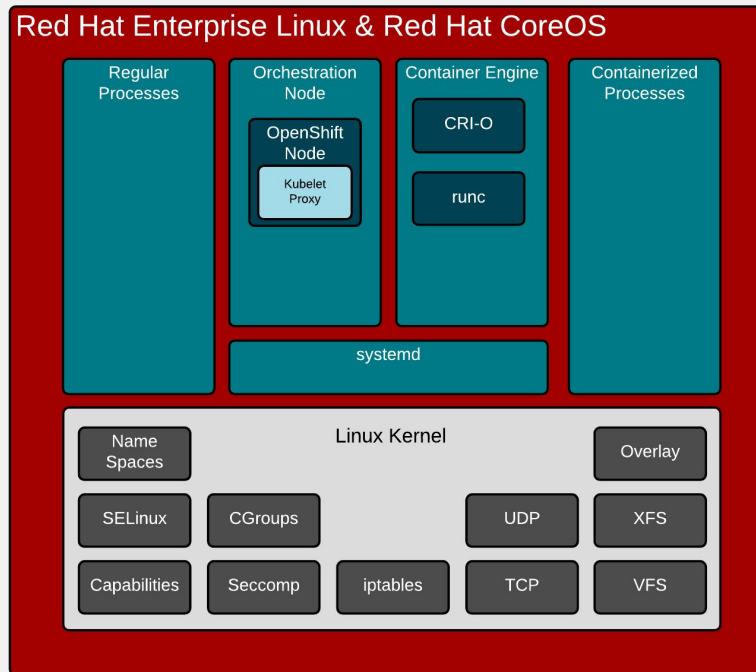 Red Hat Enterprise Linux & Red Hat CoreOS
Regular
Processes
Orchestration
Node
OpenShift
Node
Kubelet
Proxy
Container Engine
CRI-O
runc
Containerized
Processes
systemd
Linux Kernel
Name
Spaces
Overlay
SELinux
CGroups
UDP
XFS
Capabilities
Seccomp
iptables
TCP
VFS